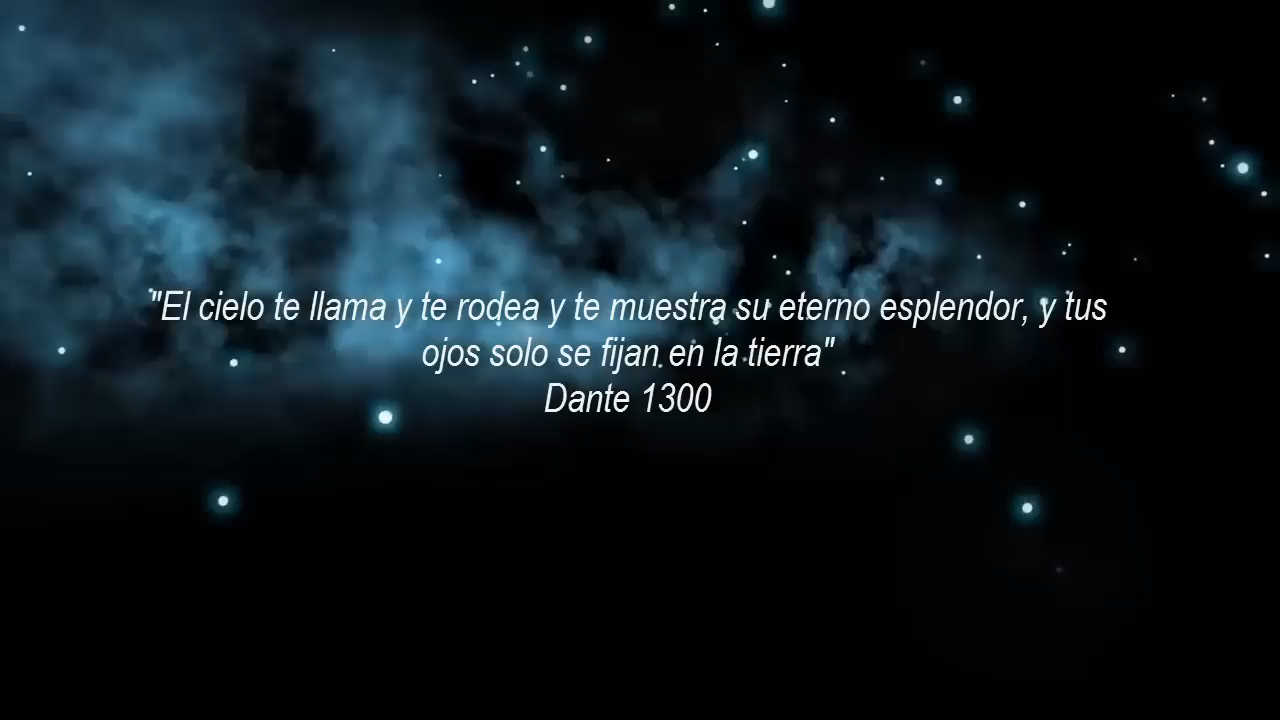 "El cielo te llama y te rodea y te muestra su eterno esplendor, y tus
ojos solo se fijan en la tierra"
Dante 1300